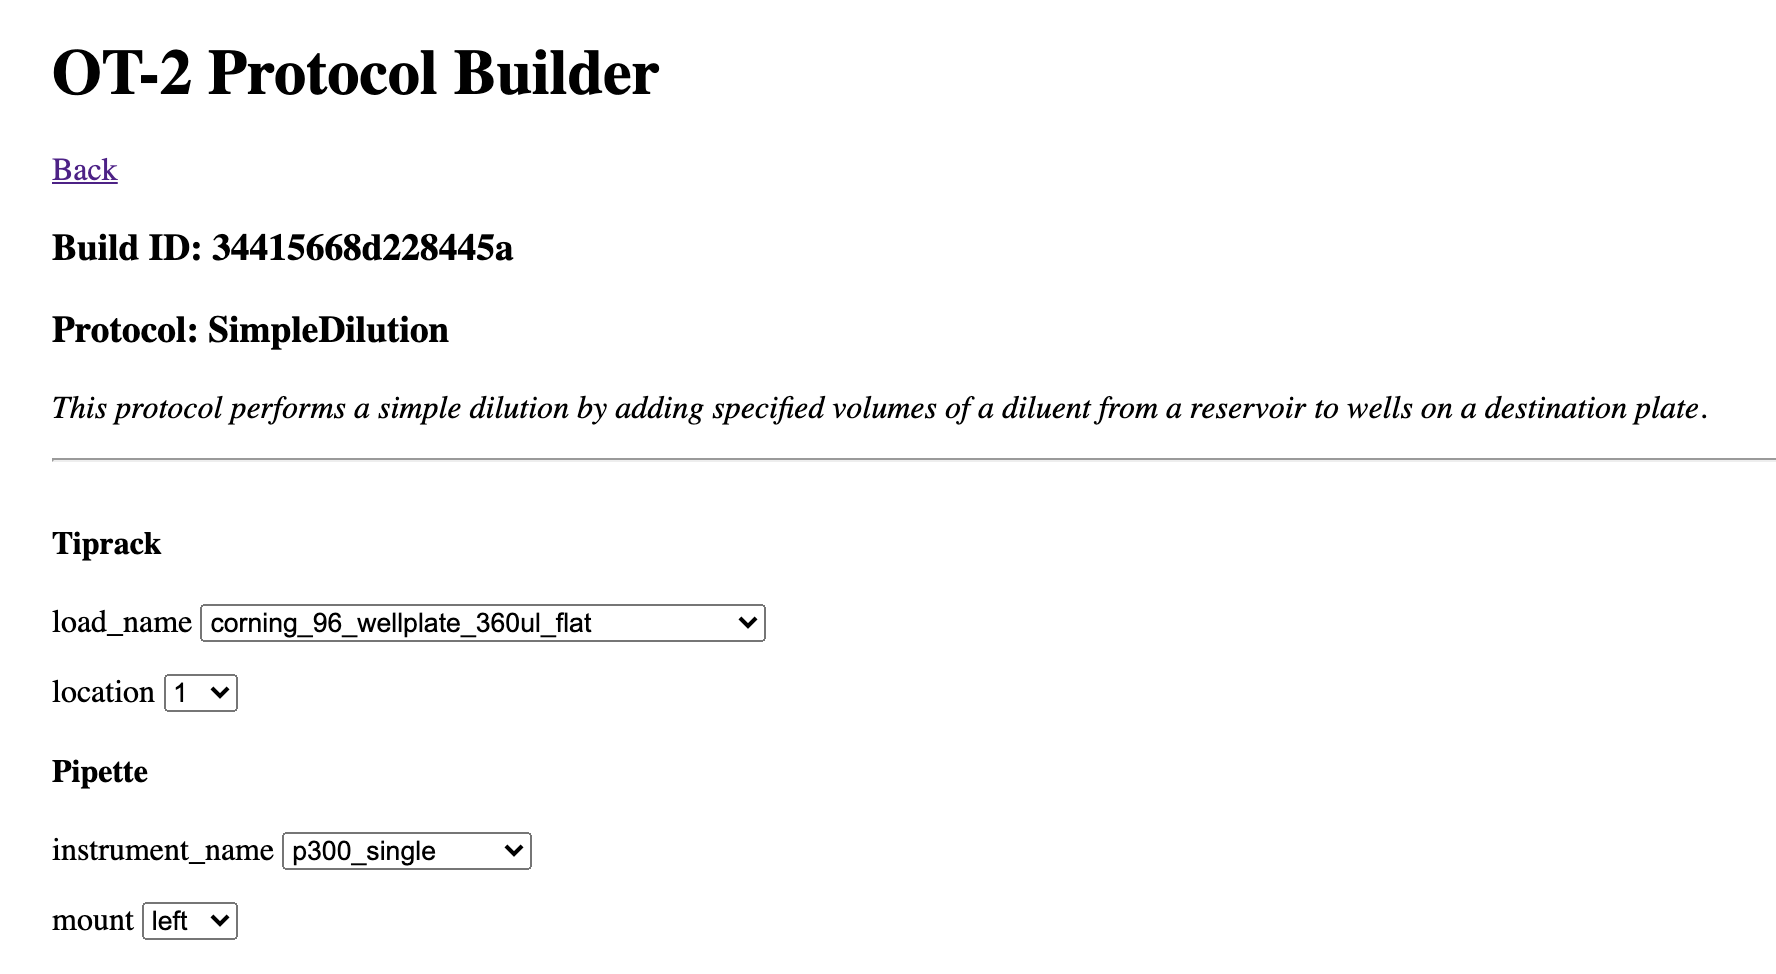 OT-2 Protocol Builder
Back
Build ID: 34415668d228445a
Protocol: SimpleDilution
This protocol performs a simple dilution by adding specified volumes of a diluent from a reservoir to wells on a destination plate.
Tiprack
load_name corning_96_wellplate_360ul_flat
location 1
Pipette
instrument_name p300_single
mount left